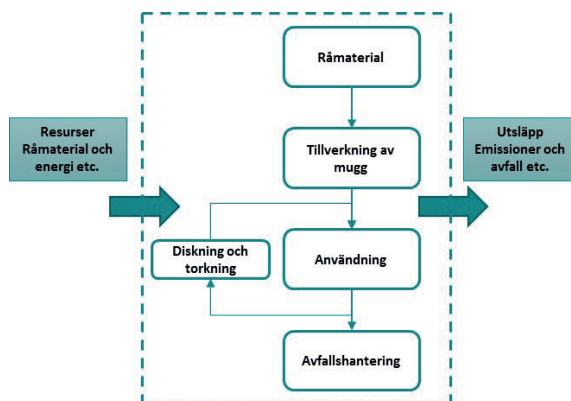 Råmaterial
Resurser
Råmaterial och
energi etc.
Tillverkning av
mugg
Utsläpp
Emissioner och
avfall etc.
Diskning och
torkning
Användning
Avfallshantering